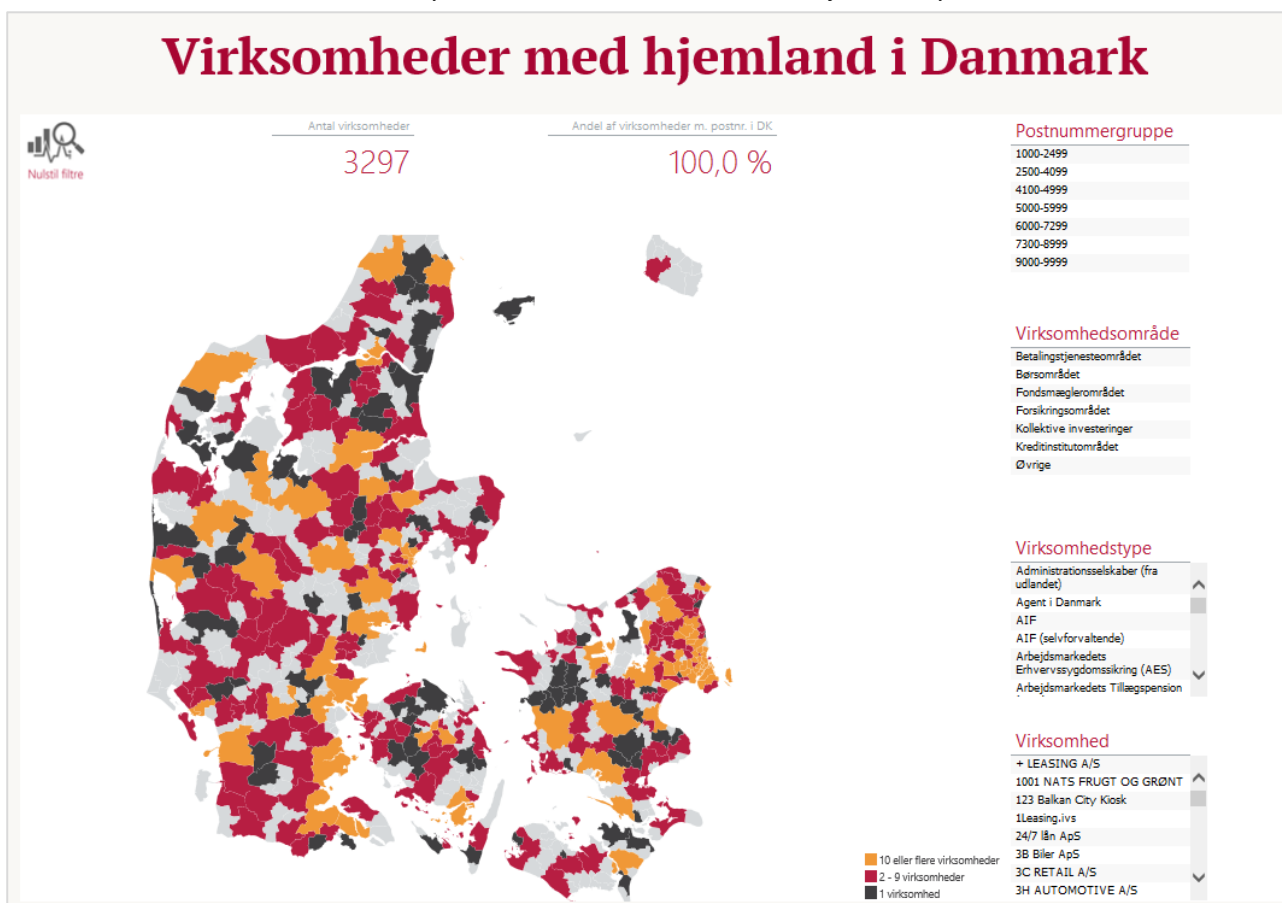 Virksomheder med hjemland i Danmark
Nulstil filtre
Antal virksomheder
3297
Andel af virksomheder m. postnr. i DK
100,0 %
Postnummergruppe
1000-2499
2500-4099
4100-4999
5000-5999
6000-7299
7300-8999
9000-9999
Virksomhedsområde
Betalingstjenesteområdet
Børsområdet
Fondsmæglerområdet
Forsikringsområdet
Kollektive investeringer
Kreditinstitutområdet
Øvrige
Virksomhedstype
Administrationsselskaber (fra
udlandet)
Agent i Danmark
AIF
AIF (selvforvaltende)
Arbejdsmarkedets
Erhvervssygdomssikring (AES)
Arbejdsmarkedets Tillægspension
Virksomhed
+ LEASING A/S
1001 NATS FRUGT OG GRØNT
123 Balkan City Kiosk
1Leasing.ivs
24/7 lån ApS
3B Biler ApS
3C RETAIL A/S
3H AUTOMOTIVE A/S
10 eller flere virksomheder
2 - 9 virksomheder
1 virksomhed